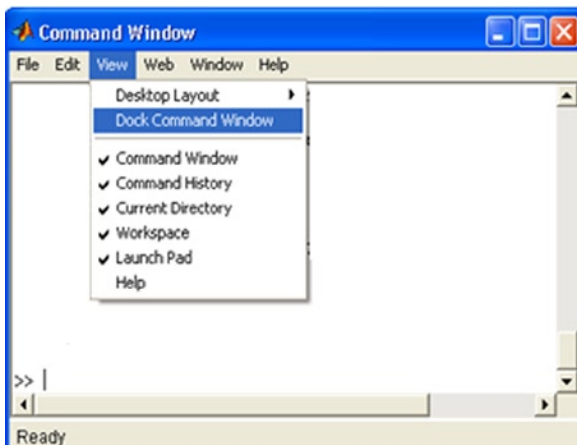 Command Window
File Edit View Web Window Help
Desktop Layout
Dock Command Window
Command Window
Command History
Current Directory
Workspace
Launch Pad
Help
>>
Ready